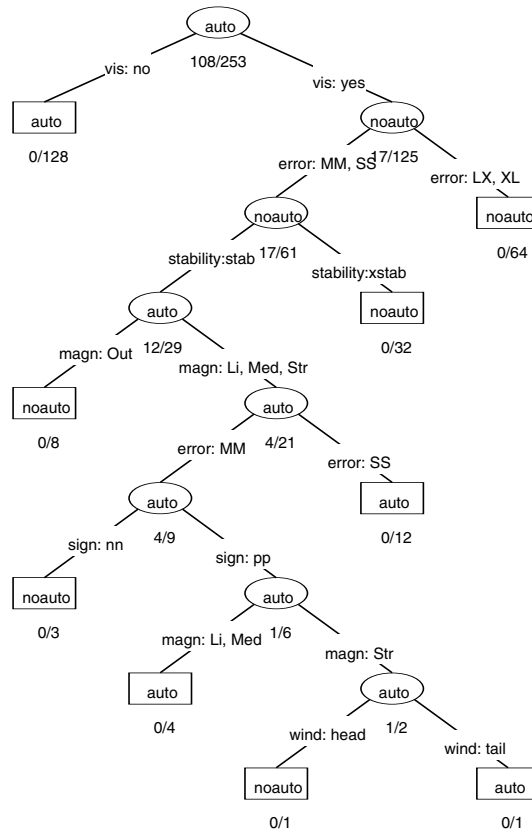 auto
108/253
vis: no
vis: yes
auto
0/128
noauto
17/125
error: MM, SS
error: LX, XL
noauto
17/61
noauto
0/64
stability:stab
stability:xstab
auto
12/29
noauto
0/32
magn: Out
magn: Li, Med, Str
noauto
0/8
auto
4/21
error: MM
error: SS
auto
4/9
auto
0/12
sign: nn
sign: pp
noauto
0/3
auto
1/6
magn: Li, Med
magn: Str
auto
0/4
auto
1/2
wind: head
wind: tail
noauto
0/1
auto
0/1